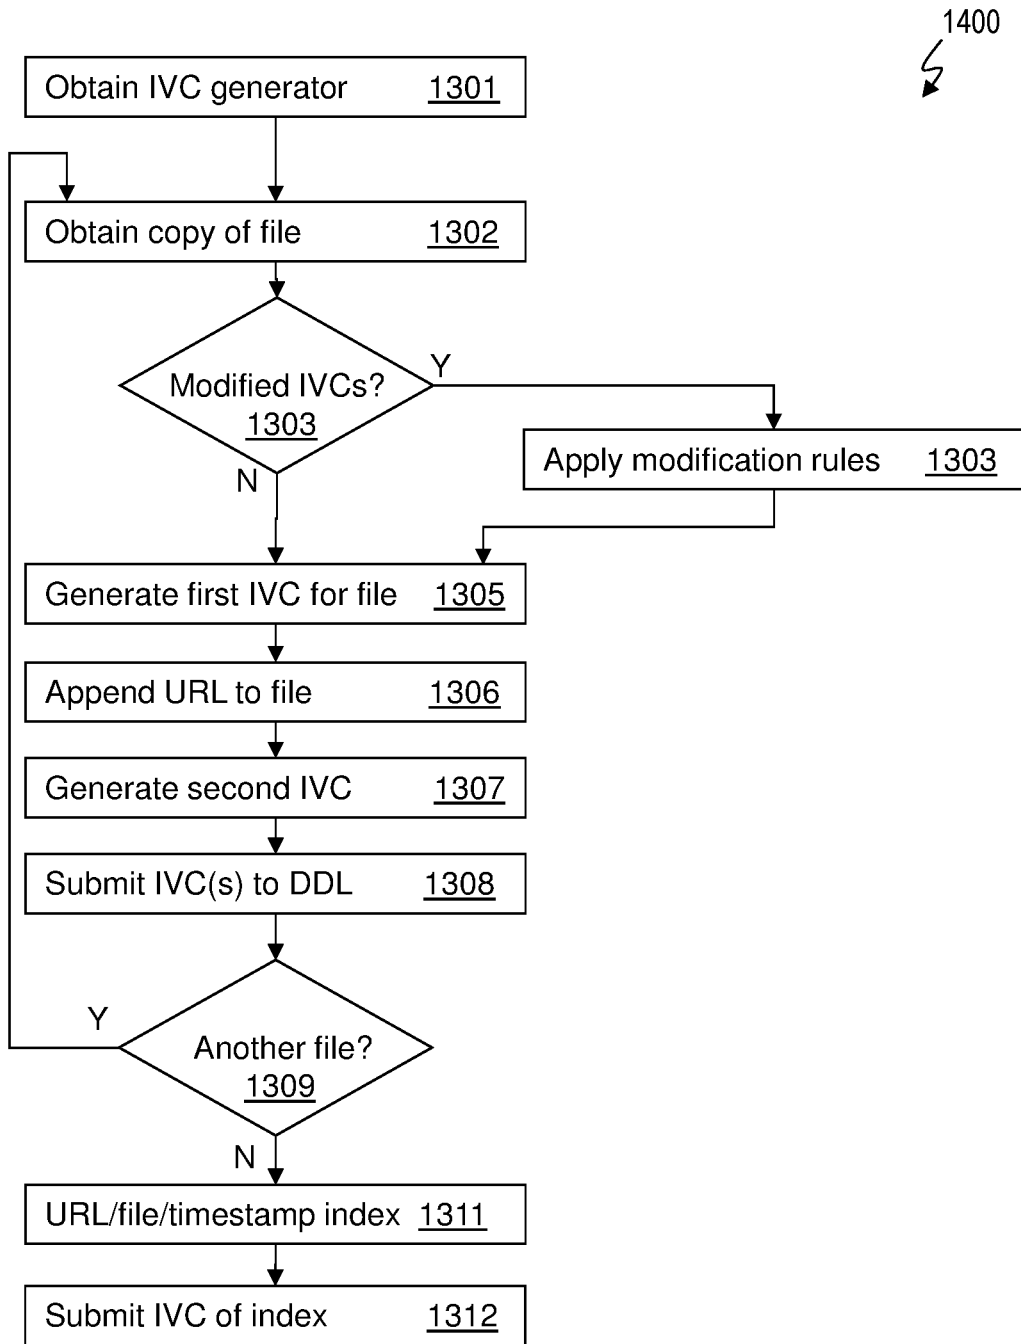 1400
Obtain IVC generator 1301
Obtain copy of file 1302
Modified IVCs?
1303
Y
N
Apply modification rules 1303
Generate first IVC for file 1305
Append URL to file 1306
Generate second IVC 1307
Submit IVC(s) to DDL 1308
Y
Another file?
1309
N
URL/file/timestamp index 1311
Submit IVC of index 1312